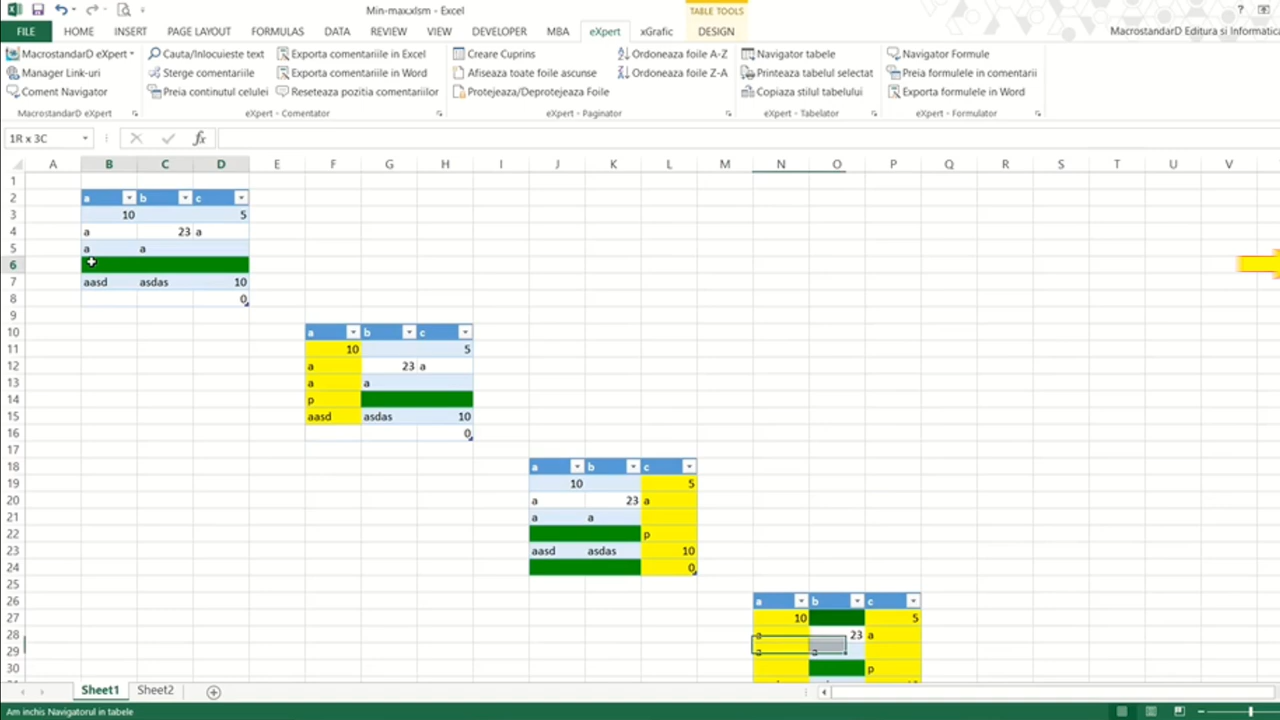 Min-max.xlsm - Excel
TABLE TOOLS
?
FILE HOME INSERT PAGE LAYOUT FORMULAS DATA REVIEW VIEW DEVELOPER MBA eXpert xGrafic DESIGN
MacrostandarD Editura si Informatica
MacrostandarD eXpert Cauta/Inlocuieste text Exporta comentariile in Excel Creare Cuprins Ordoneaza foile A-Z Navigator tabele Navigator Formule
Manager Link-uri Sterge comentariile Exporta comentariile in Word Afiseaza toate foile ascunse Ordoneaza foile Z-A Printeaza tabelul selectat Preia formulele in comentarii
Coment Navigator Preia continutul celulei Reseteaza pozitia comentariilor Protejeaza/Deprotejeaza Foile Copiaza stilul tabelului Exporta formulele in Word
MacrostandarD eXpert eXpert - Comentator eXpert - Paginator eXpert - Tabelator eXpert - Formulator
1R x 3C fx
A B C D E F G H I J K L M N O P Q R S T U V
1
2 a b c
3 10 5
4 a 23 a
5 a a
6
7 aasd asdas 10
8 0
9
10 a b c
11 10 5
12 a 23 a
13 a a
14 p
15 aasd asdas 10
16 0
17
18 a b c
19 10 5
20 a 23 a
21 a a
22 p
23 aasd asdas 10
24 0
25
26 a b c
27 10 5
28 a 23 a
29 a a
30 p
Sheet1 Sheet2
Am inchis Navigatorul in tabele